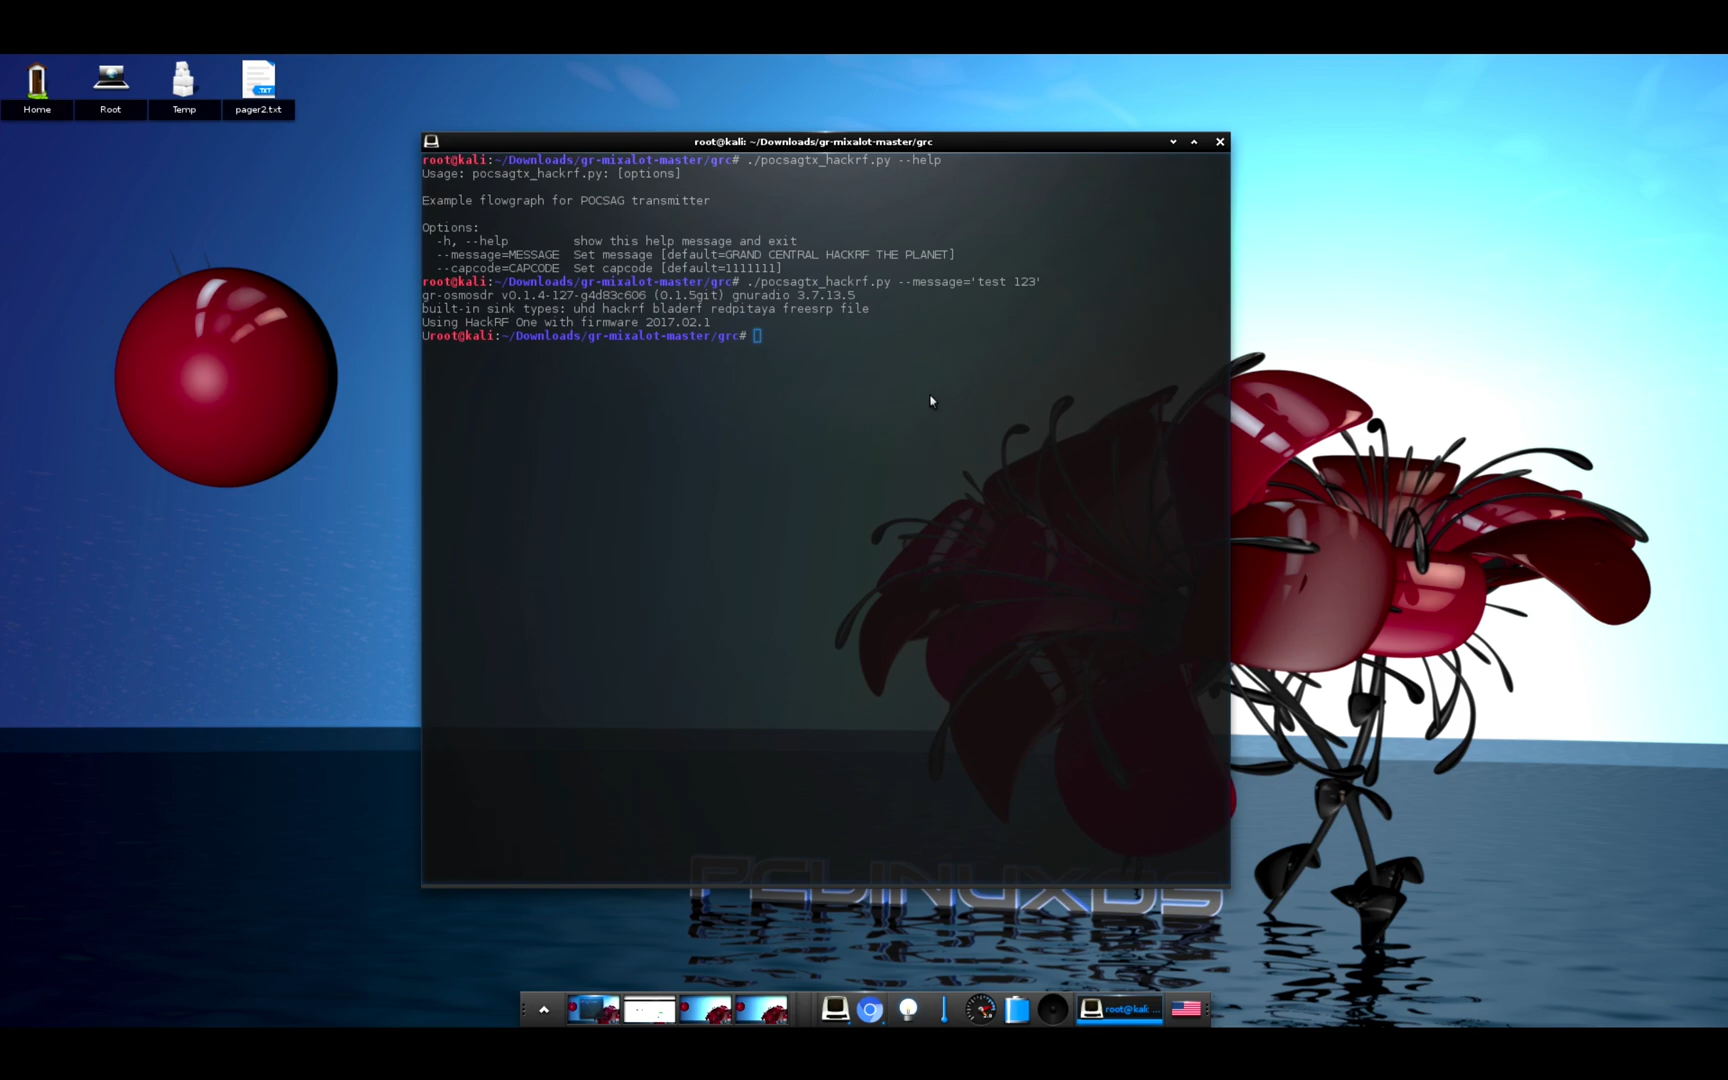 Home
Root
Temp
TXT
pager2.txt
root@kali: ~/Downloads/gr-mixalot-master/grc
root@kali:~/Downloads/gr-mixalot-master/grc# ./pocsagtx_hackrf.py --help
Usage: pocsagtx_hackrf.py: [options]
Example flowgraph for POCSAG transmitter
Options:
-h, --help show this help message and exit
--message=MESSAGE Set message [default=GRAND CENTRAL HACKRF THE PLANET]
--capcode=CAPCODE Set capcode [default=1111111]
root@kali:~/Downloads/gr-mixalot-master/grc# ./pocsagtx_hackrf.py --message='test 123'
gr-osmosdr v0.1.4-127-g4d83c606 (0.1.5git) gnuradio 3.7.13.5
built-in sink types: uhd hackrf bladerf redpitaya freesrp file
Using HackRF One with firmware 2017.02.1
Uroot@kali:~/Downloads/gr-mixalot-master/grc#
PCLINUXOS
root@kali: ...